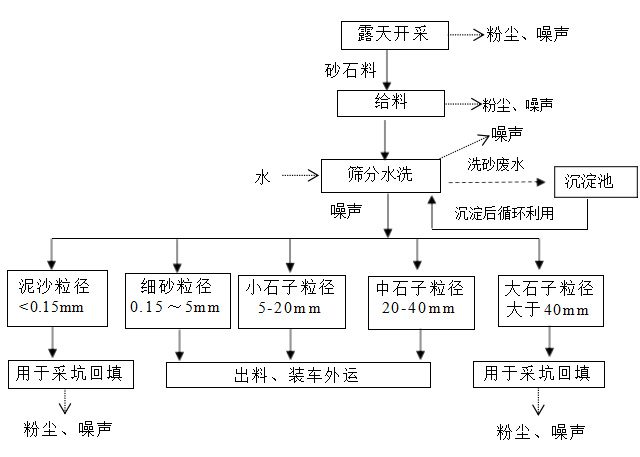 露天开采
粉尘、噪声
砂石料
给料
粉尘、噪声
噪声
水
筛分水洗
洗砂废水
沉淀池
噪声
沉淀后循环利用
泥沙粒径
<0.15mm
细砂粒径
0.15～5mm
小石子粒径
5-20mm
中石子粒径
20-40mm
大石子粒径
大于40mm
用于采坑回填
出料、装车外运
用于采坑回填
粉尘、噪声
粉尘、噪声